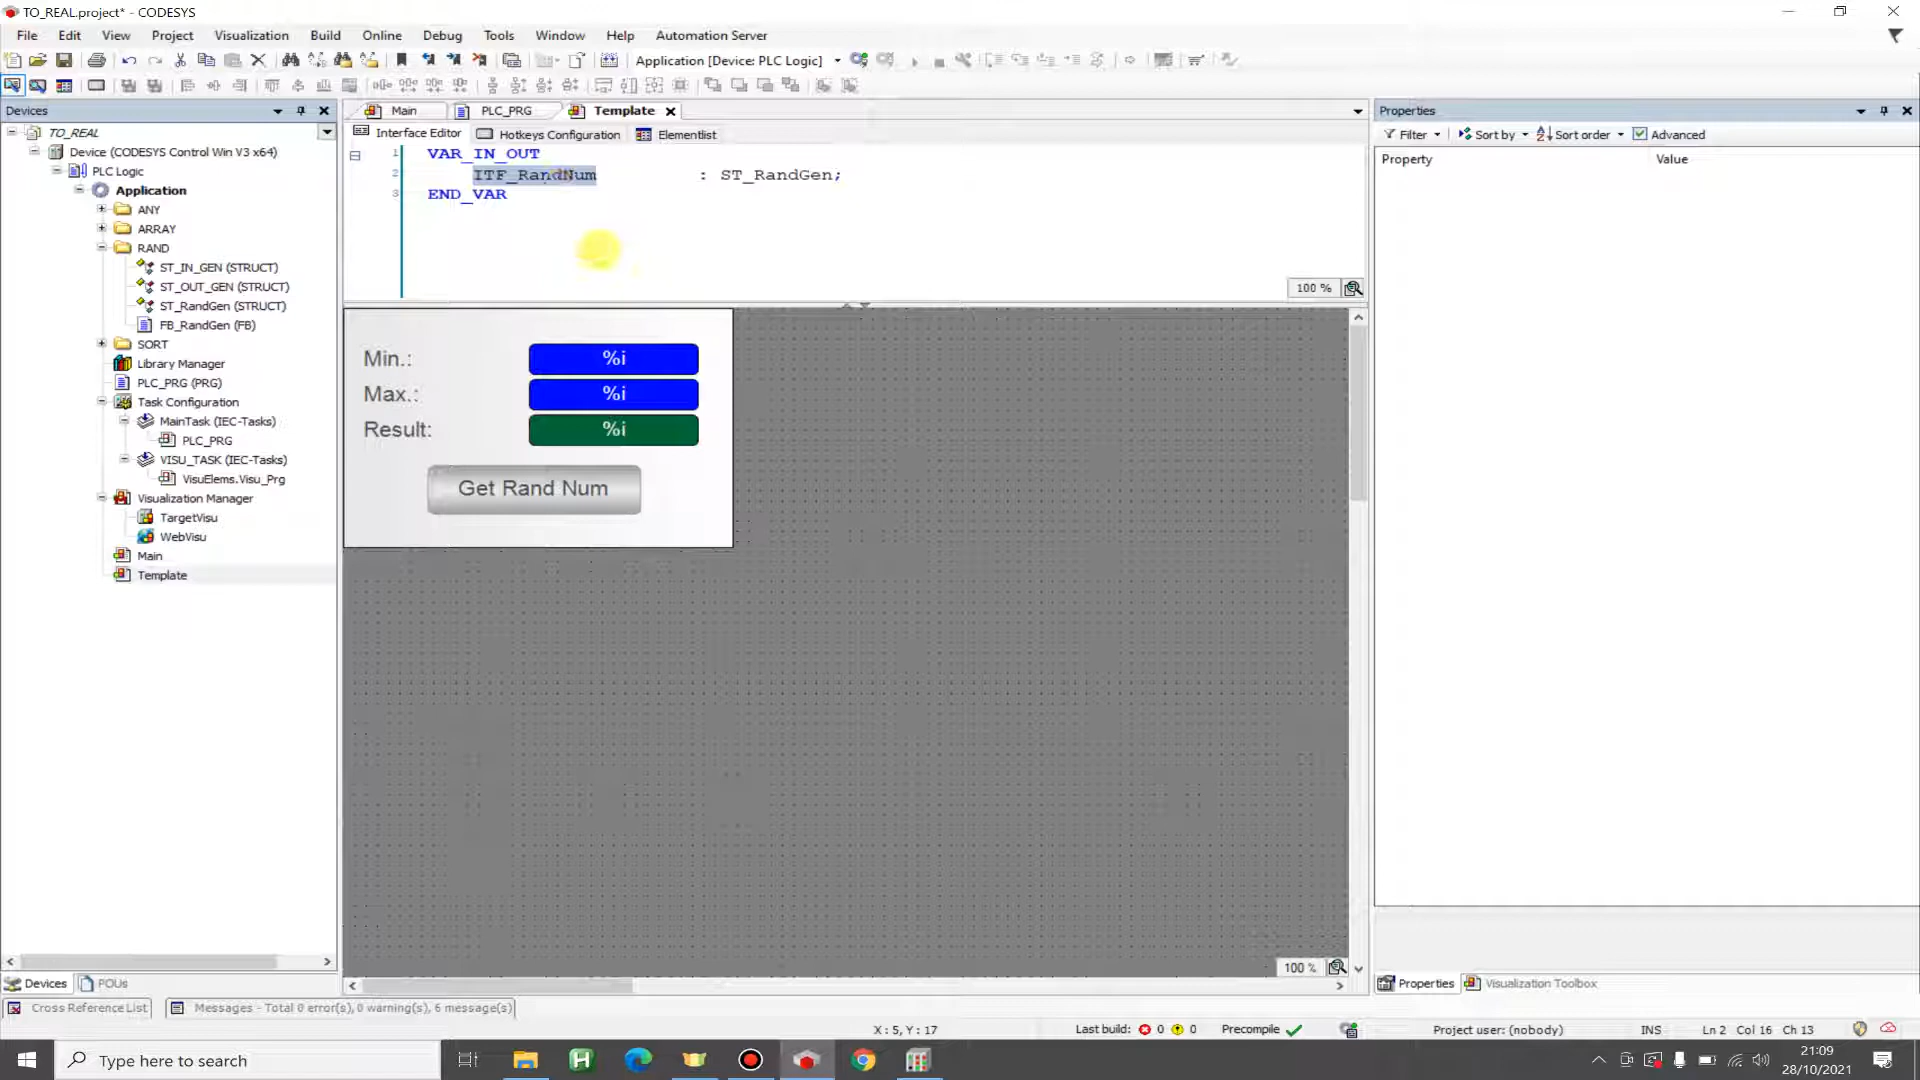 TO_REAL.project* - CODESYS
File Edit View Project Visualization Build Online Debug Tools Window Help Automation Server
Application [Device: PLC Logic]
Devices
TO_REAL
Device (CODESYS Control Win V3 x64)
PLC Logic
Application
ANY
ARRAY
RAND
ST_IN_GEN (STRUCT)
ST_OUT_GEN (STRUCT)
ST_RandGen (STRUCT)
FB_RandGen (FB)
SORT
Library Manager
PLC_PRG (PRG)
Task Configuration
MainTask (IEC-Tasks)
PLC_PRG
VISU_TASK (IEC-Tasks)
VisuElems.Visu_Prg
Visualization Manager
TargetVisu
WebVisu
Main
Template
Devices POUs
Main PLC_PRG Template
Interface Editor Hotkeys Configuration Elementlist
1 VAR_IN_OUT
2 ITF_RandNum : ST_RandGen;
3 END_VAR
100 %
Min.: %i
Max.: %i
Result: %i
Get Rand Num
100 %
Properties
Filter Sort by Sort order Advanced
Property Value
Properties Visualization Toolbox
Cross Reference List Messages - Total 0 error(s), 0 warning(s), 6 message(s)
X : 5, Y : 17 Last build: 0 0 Precompile Project user: (nobody) INS Ln 2 Col 16 Ch 13
Type here to search
21:09
28/10/2021